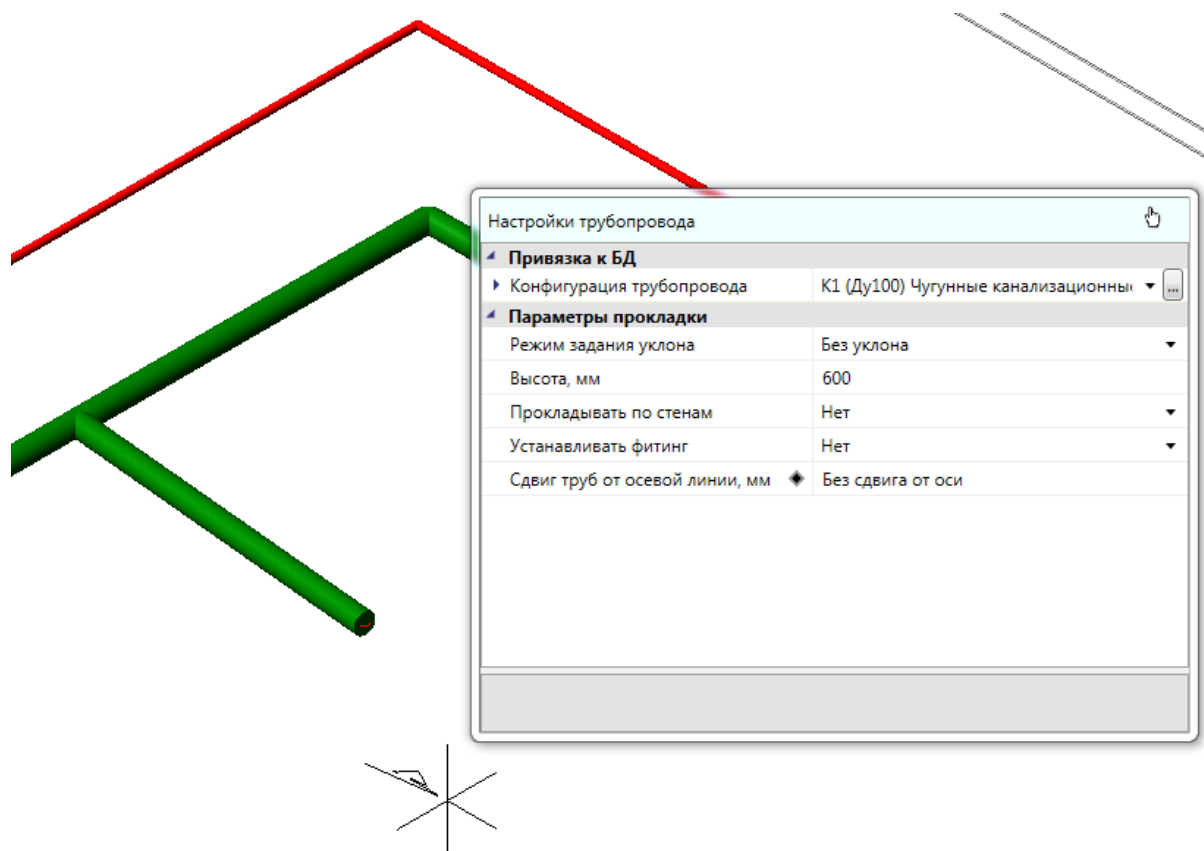 Настройки трубопровода
Привязка к БД
Конфигурация трубопровода К1 (Ду100) Чугунные канализационны ...
Параметры прокладки
Режим задания уклона Без уклона
Высота, мм 600
Прокладывать по стенам Нет
Устанавливать фитинг Нет
Сдвиг труб от осевой линии, мм Без сдвига от оси